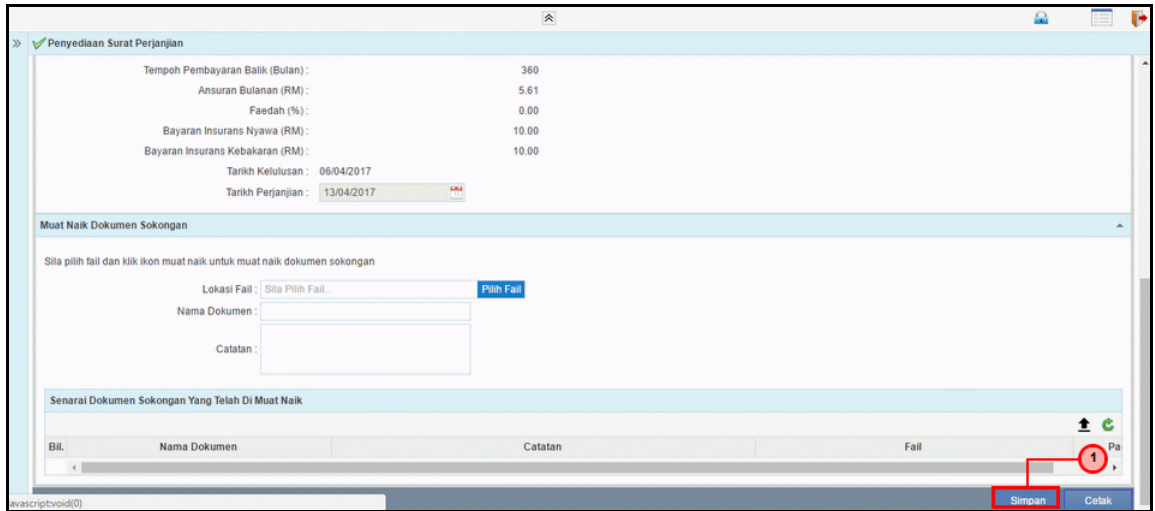 Penyediaan Surat Perjanjian
Tempoh Pembayaran Balik (Bulan) : 360
Ansuran Bulanan (RM) : 5.61
Faedah (%) : 0.00
Bayaran Insurans Nyawa (RM) : 10.00
Bayaran Insurans Kebakaran (RM) : 10.00
Tarikh Kelulusan : 06/04/2017
Tarikh Perjanjian : 13/04/2017
Muat Naik Dokumen Sokongan
Sila pilih fail dan klik ikon muat naik untuk muat naik dokumen sokongan
Lokasi Fail : Sila Pilih Fail... Pilih Fail
Nama Dokumen :
Catatan :
Senarai Dokumen Sokongan Yang Telah Di Muat Naik
Bil. Nama Dokumen Catatan Fail Pa
1
avascript:void(0) Simpan Cetak